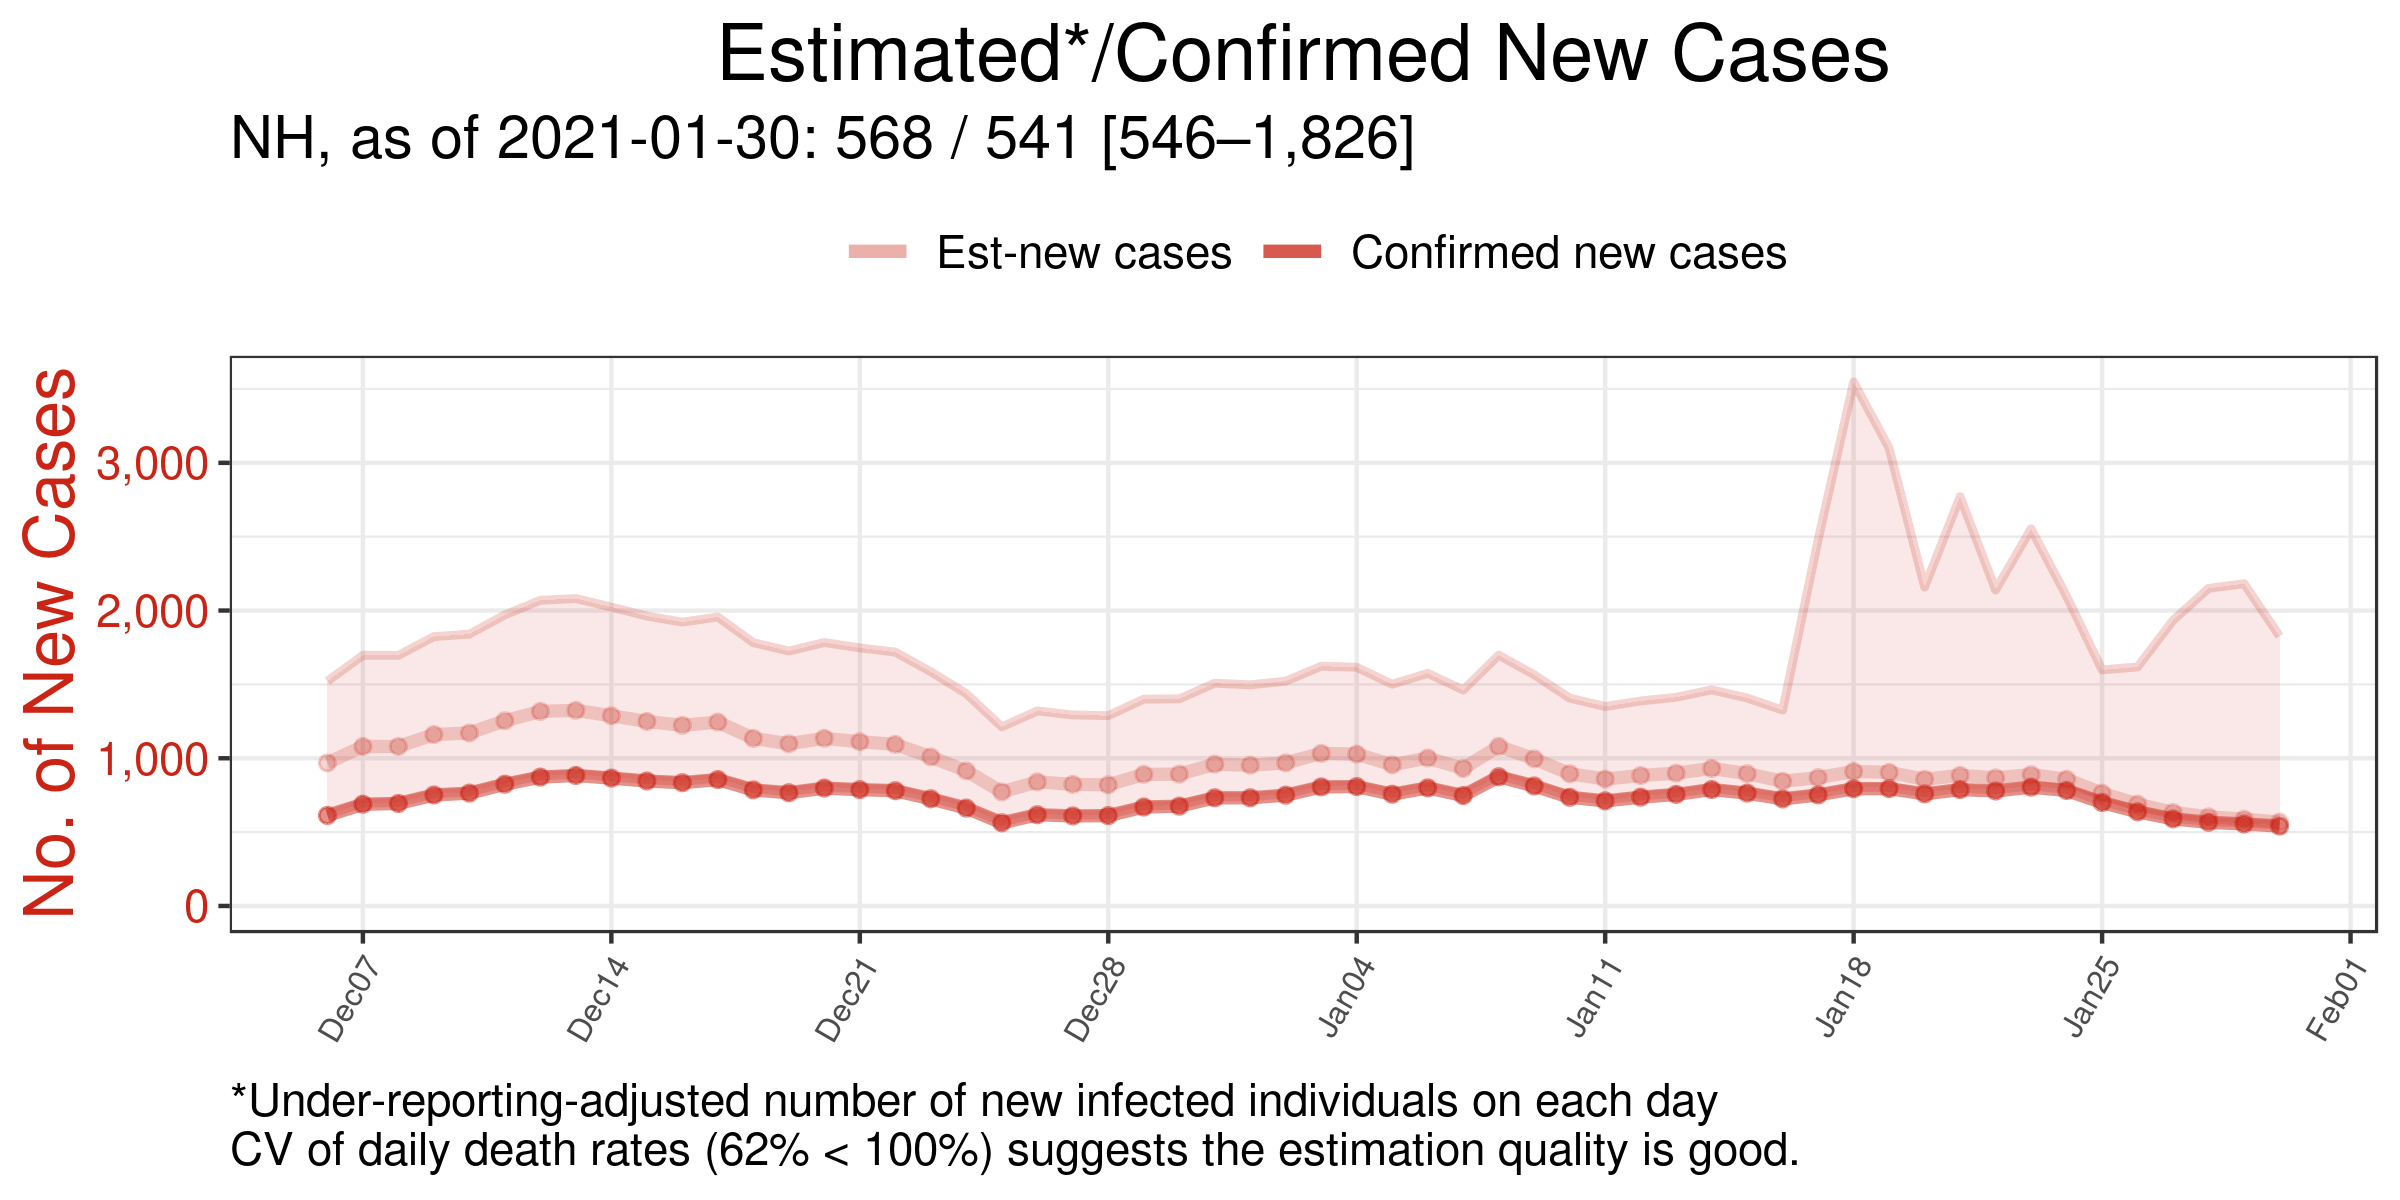 Estimated*/Confirmed New Cases
NH, as of 2021-01-30: 568 / 541 [546–1,826]
Est-new cases
Confirmed new cases
No. of New Cases
3,000
2,000
1,000
0
Dec07
Dec14
Dec21
Dec28
Jan04
Jan11
Jan18
Jan25
Feb01
*Under-reporting-adjusted number of new infected individuals on each day
CV of daily death rates (62% < 100%) suggests the estimation quality is good.